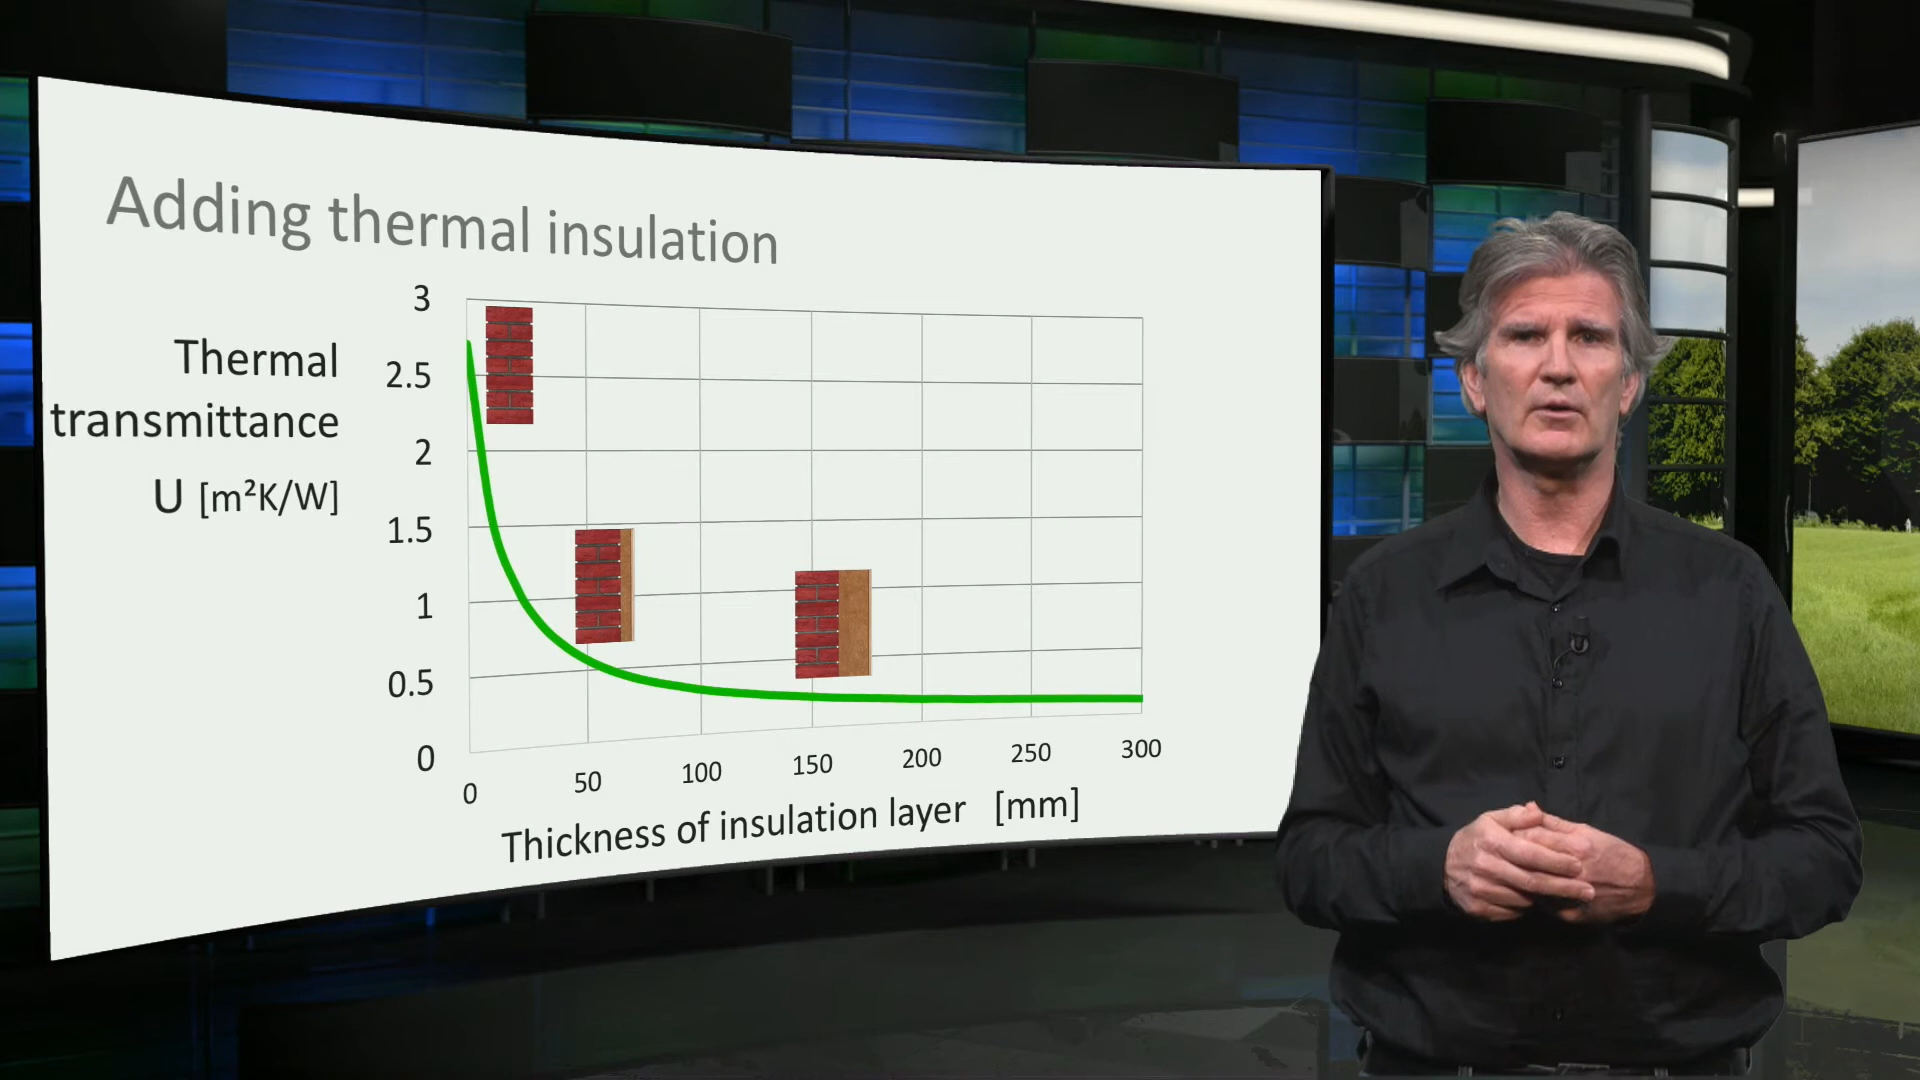 Adding thermal insulation
Thermal
transmittance
U [m²K/W]
3
2.5
2
1.5
1
0.5
0
0
50
100
150
200
250
300
Thickness of insulation layer [mm]